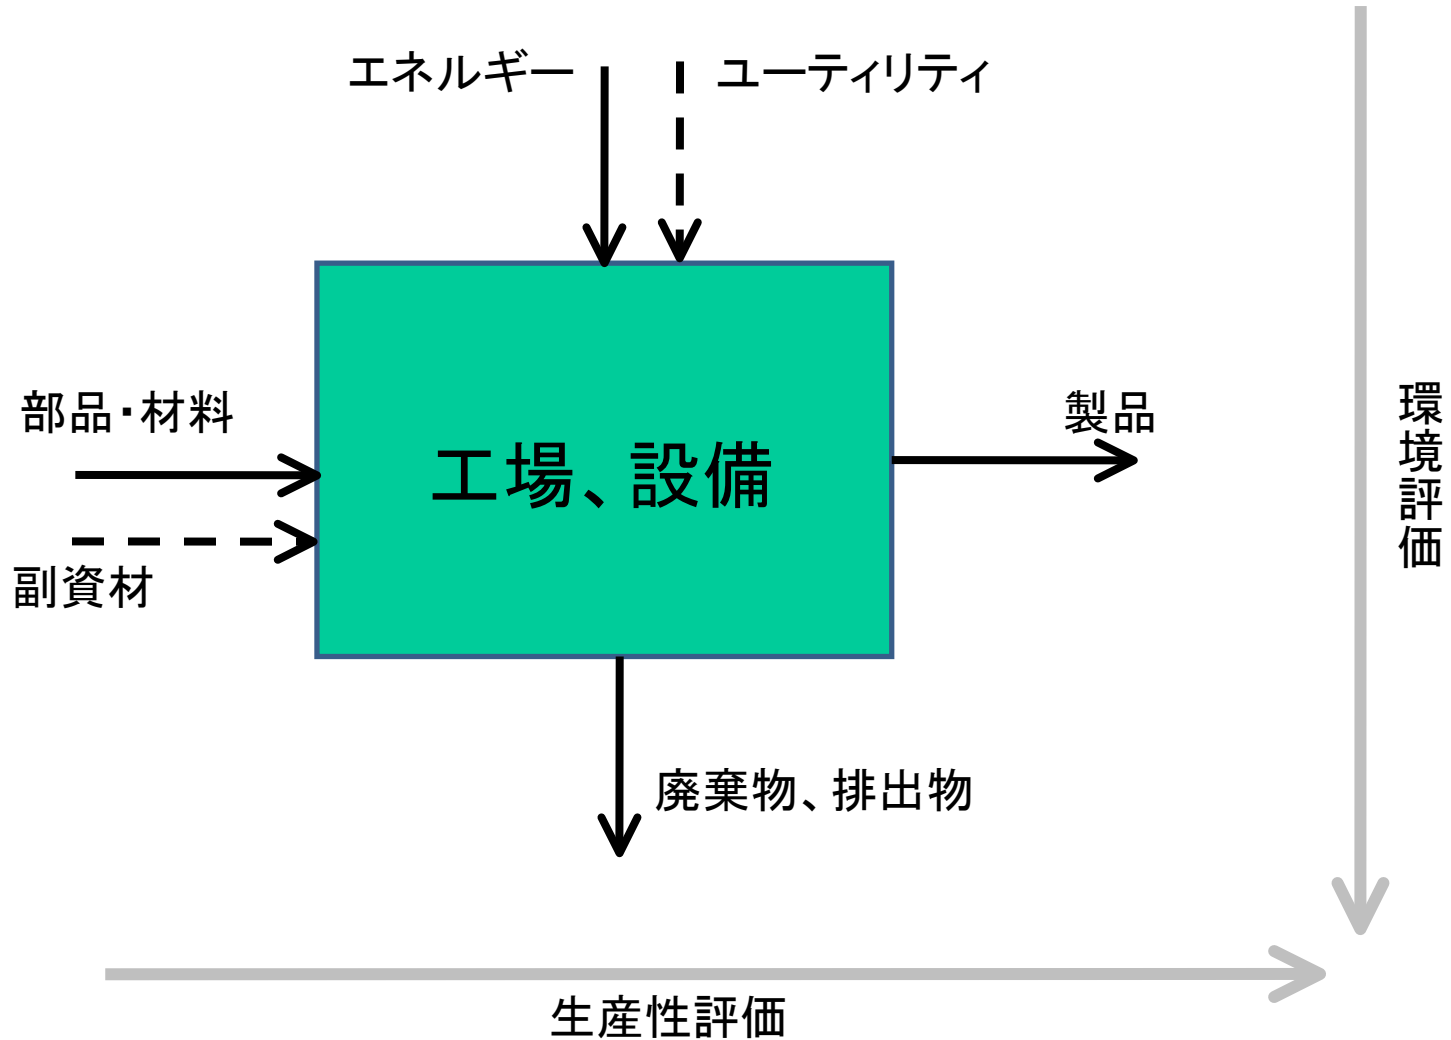 エネルギー
ユーティリティ
部品・材料
副資材
工場、設備
製品
廃棄物、排出物
環境評価
生産性評価